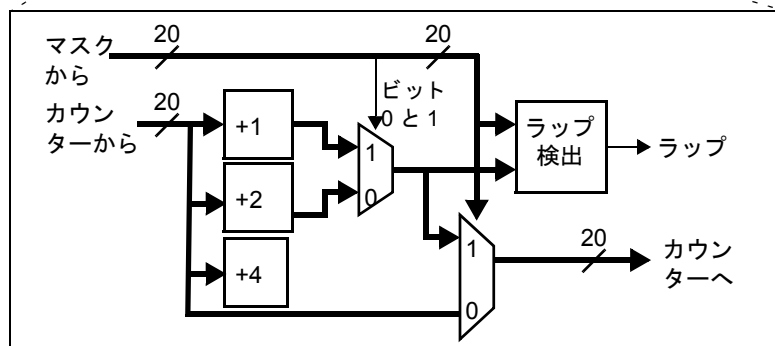 マスク
から
20
20
カウン
ターから
20
ビット
0 と 1
+1
+2
+4
1
0
ラップ
検出
ラップ
1
0
20
カウン
ターへ